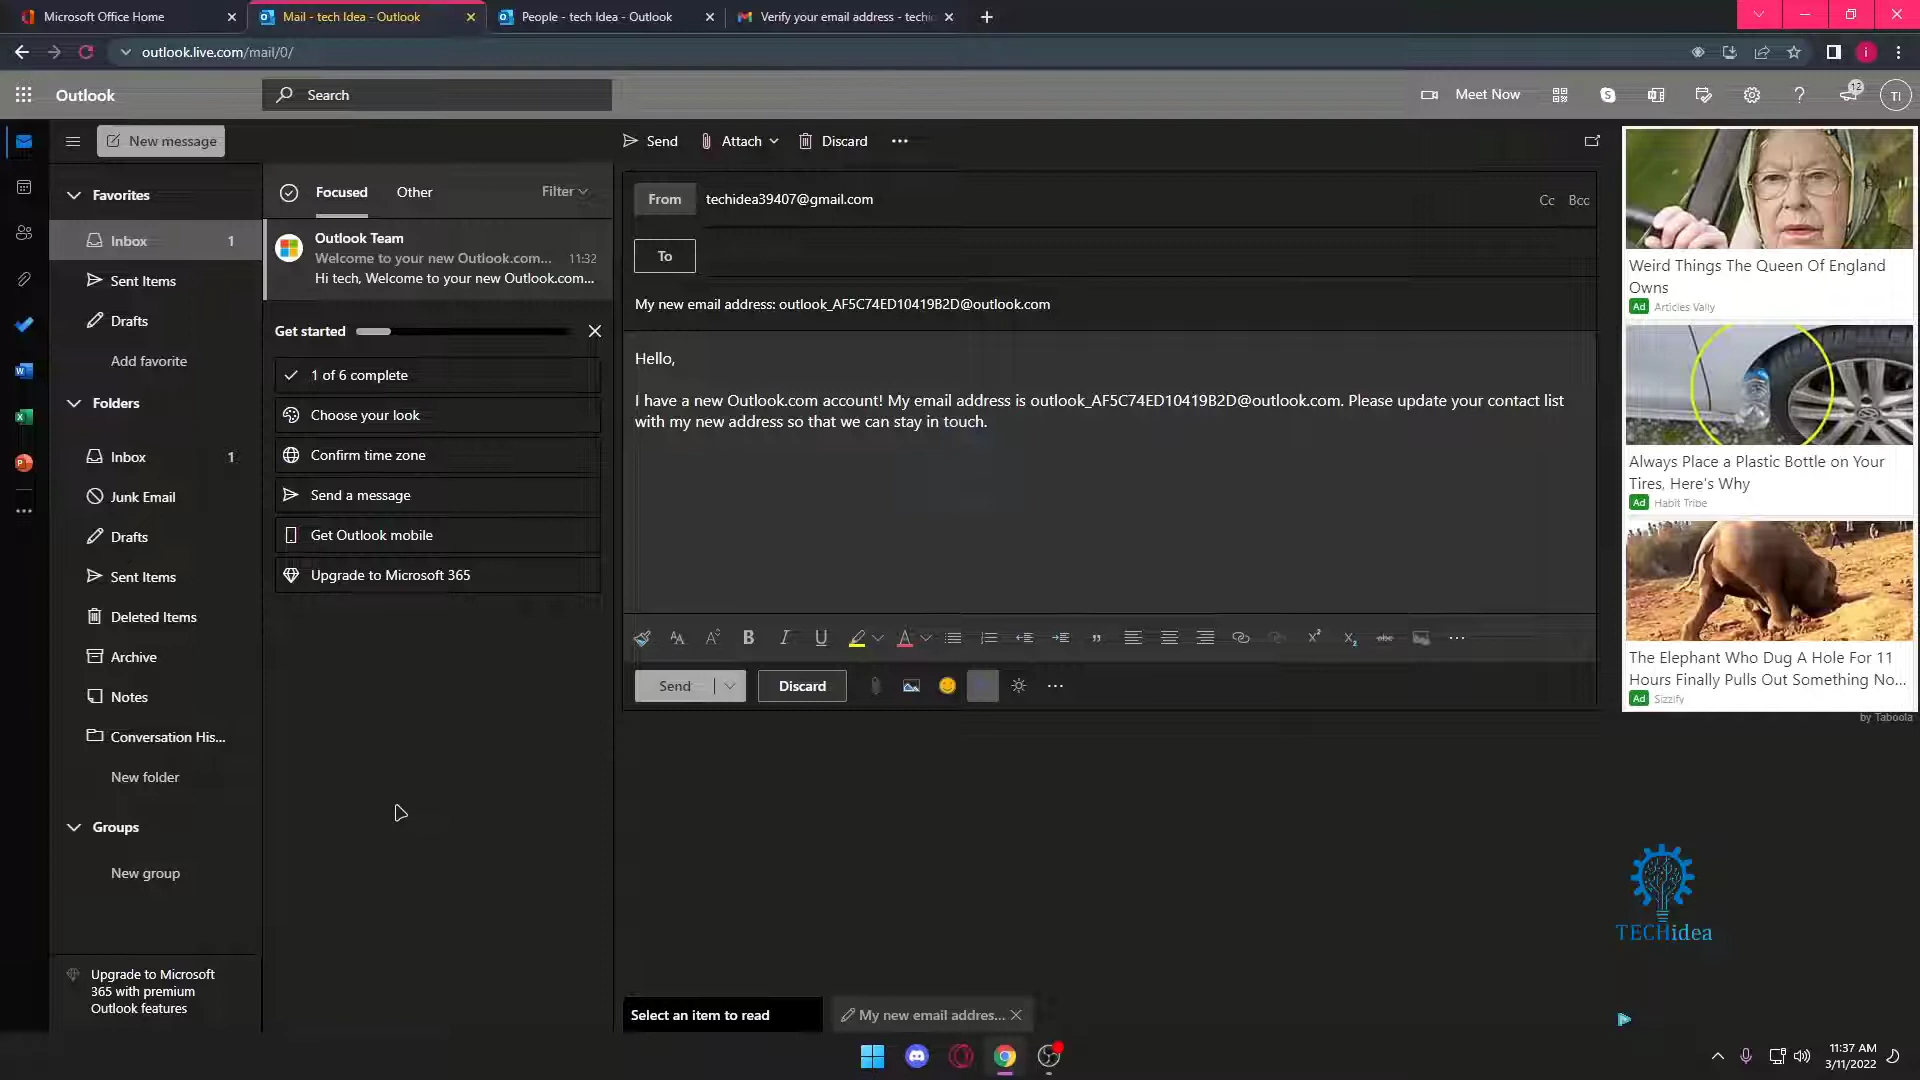 Microsoft Office Home
Mail - tech Idea - Outlook
People - tech Idea - Outlook
Verify your email address - techi
outlook.live.com/mail/0/
i
Outlook
Search
Meet Now
12
TI
New message
Send
Attach
Discard
Favorites
Inbox 1
Sent Items
Drafts
Add favorite
Folders
Inbox 1
Junk Email
Drafts
Sent Items
Deleted Items
Archive
Notes
Conversation His...
New folder
Groups
New group
Upgrade to Microsoft
365 with premium
Outlook features
Focused
Other
Filter
Outlook Team
Welcome to your new Outlook.com... 11:32
Hi tech, Welcome to your new Outlook.com...
Get started
1 of 6 complete
Choose your look
Confirm time zone
Send a message
Get Outlook mobile
Upgrade to Microsoft 365
From techidea39407@gmail.com Cc Bcc
To
My new email address: outlook_AF5C74ED10419B2D@outlook.com
Hello,
I have a new Outlook.com account! My email address is outlook_AF5C74ED10419B2D@outlook.com. Please update your contact list
with my new address so that we can stay in touch.
Send
Discard
Select an item to read
My new email addres...
Weird Things The Queen Of England
Owns
Ad Articles Vally
Always Place a Plastic Bottle on Your
Tires, Here's Why
Ad Habit Tribe
The Elephant Who Dug A Hole For 11
Hours Finally Pulls Out Something No...
Ad Sizzify
by Taboola
TECHidea
11:37 AM
3/11/2022